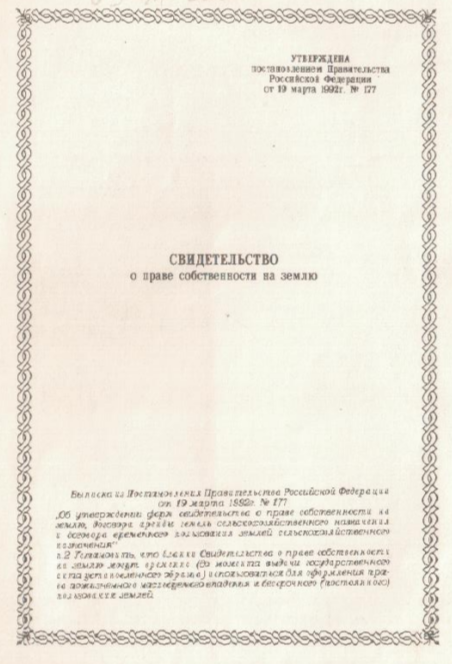 УТВЕРЖДЕНА
постановлением Правительства
Российской Федерации
от 19 марта 1992г. № 177
СВИДЕТЕЛЬСТВО
о праве собственности на землю
Выписка из Постановления Правительства Российской Федерации
от 19 марта 1992г. № 177
„Об утверждении форм свидетельства о праве собственности на
землю, договора аренды земель сельскохозяйственного назначения
и договора временного пользования землей сельскохозяйственного
назначения"
п.2 Установить, что бланки Свидетельства о праве собственности
на землю могут временно (до момента выдачи государственного
акта установленного образца) использоваться для оформления пра-
ва пожизненного наследуемого владения и бессрочного (постоянного)
пользования землей.